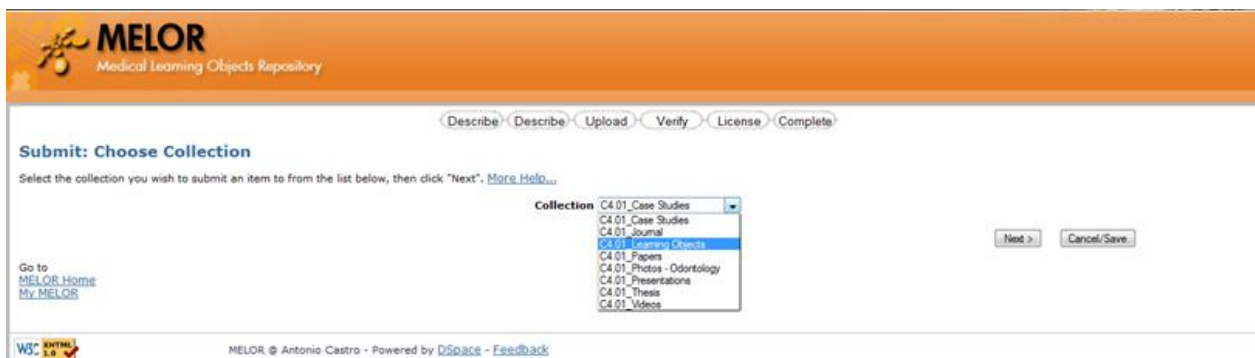 MELOR
Medical Learning Objects Repository
Describe Describe Upload Verify License Complete
Submit: Choose Collection
Select the collection you wish to submit an item to from the list below, then click "Next". More Help...
Collection C4.01_Case Studies
C4.01_Case Studies
C4.01_Journal
C4.01_Learning Objects
C4.01_Papers
C4.01_Photos - Odontology
C4.01_Presentations
C4.01_Thesis
C4.01_Videos
Next > Cancel/Save
Go to
MELOR Home
My MELOR
W3C XHTML 1.0
MELOR @ Antonio Castro - Powered by DSpace - Feedback